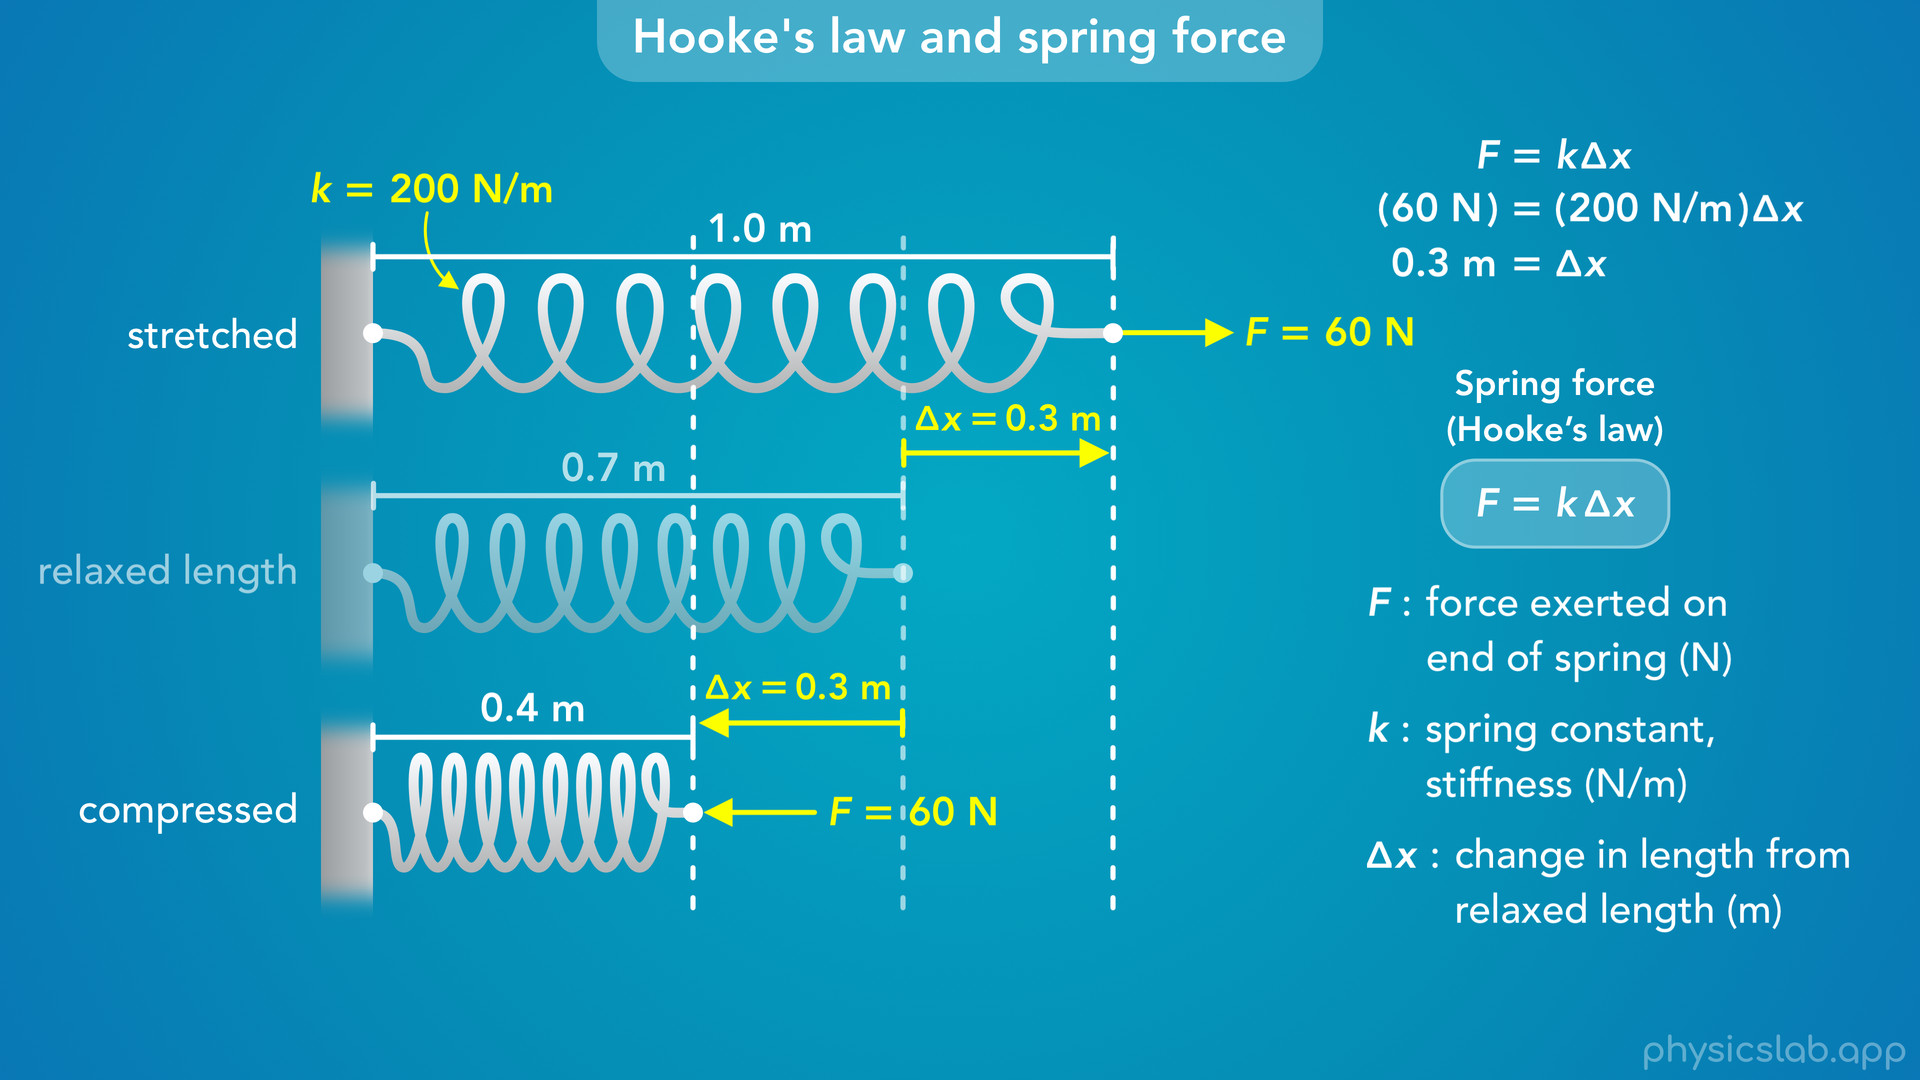 Hooke's law and spring force
k = 200 N/m
1.0 m
stretched
F = 60 N
Δx = 0.3 m
0.7 m
relaxed length
Δx = 0.3 m
0.4 m
compressed
F = 60 N
F = kΔx
(60 N) = (200 N/m)Δx
0.3 m = Δx
Spring force
(Hooke’s law)
F = kΔx
F : force exerted on
end of spring (N)
k : spring constant,
stiffness (N/m)
Δx : change in length from
relaxed length (m)
physicslab.app